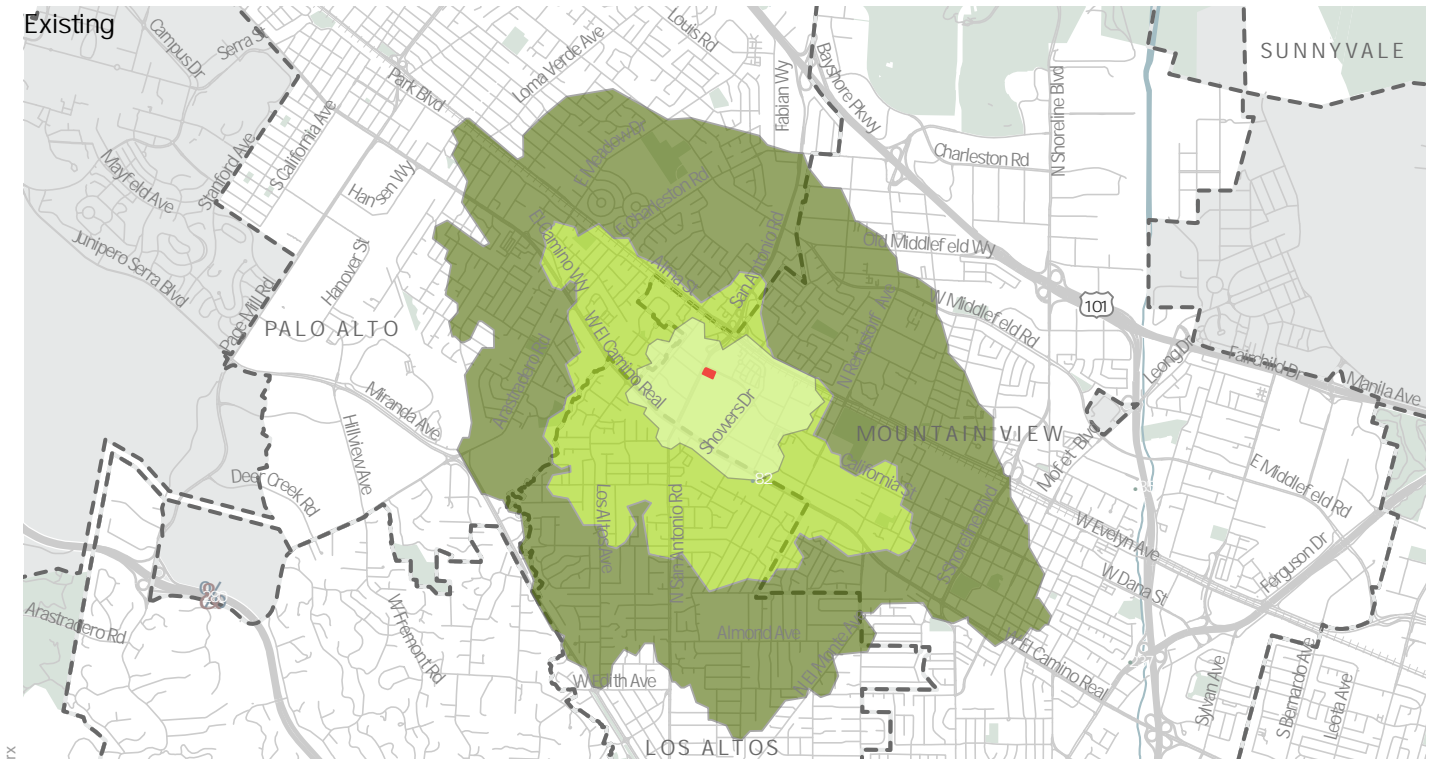 Existing
Campus Dr
Serra S
Louis Rd
Loma Verde Ave
Park Blvd
Fabian Wy
Bayshore Pkwy
N Shoreline Blvd
SUNNYVALE
Charleston Rd
S California Ave
Stanford Ave
Mayfield Ave
Hansen Wy
E Meadow Dr
E Charleston Rd
Junipero Serra Blvd
Hanover St
Page Mill Rd
El Camino Wy
Alma St
San Antonio Rd
Old Middlefield Wy
W Middlefield Rd
N Rengstorff Ave
101
PALO ALTO
Arastradero Rd
W El Camino Real
Showers Dr
Leong Dr
Fairchild Dr
Manila Ave
Miranda Ave
Hillview Ave
MOUNTAIN VIEW
Moffet Blvd
California St
82
85
E Middlefield Rd
Deer Creek Rd
Los Altos Ave
N San Antonio Rd
S Shoreline Blvd
W Evelyn Ave
W Dana St
Ferguson Dr
Arastradero Rd
W Fremont Rd
Almond Ave
N El Monte Ave
W El Camino Real
W Edith Ave
Sylvan Ave
S Bernardo Ave
Leota Ave
LOS ALTOS
rx